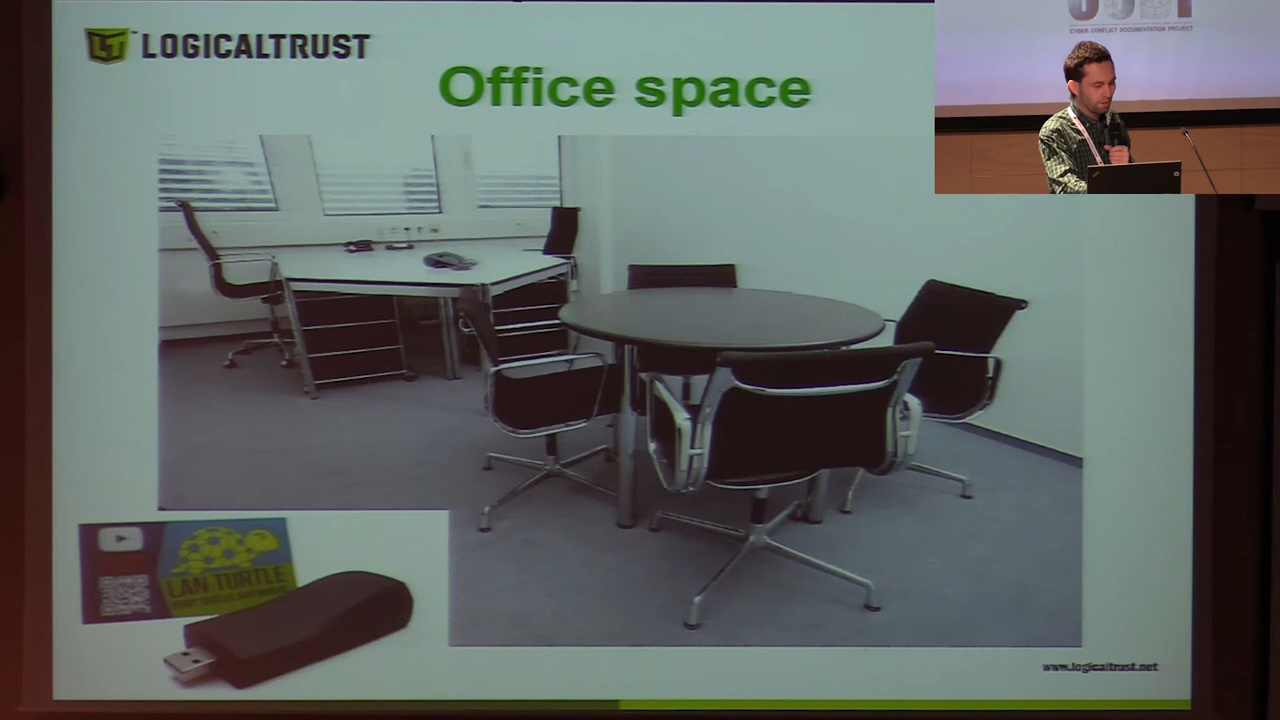 LOGICALTRUST
Office space
CYBER CONFLICT DOCUMENTATION PROJECT
LAN TURTLE
www.logicaltrust.net